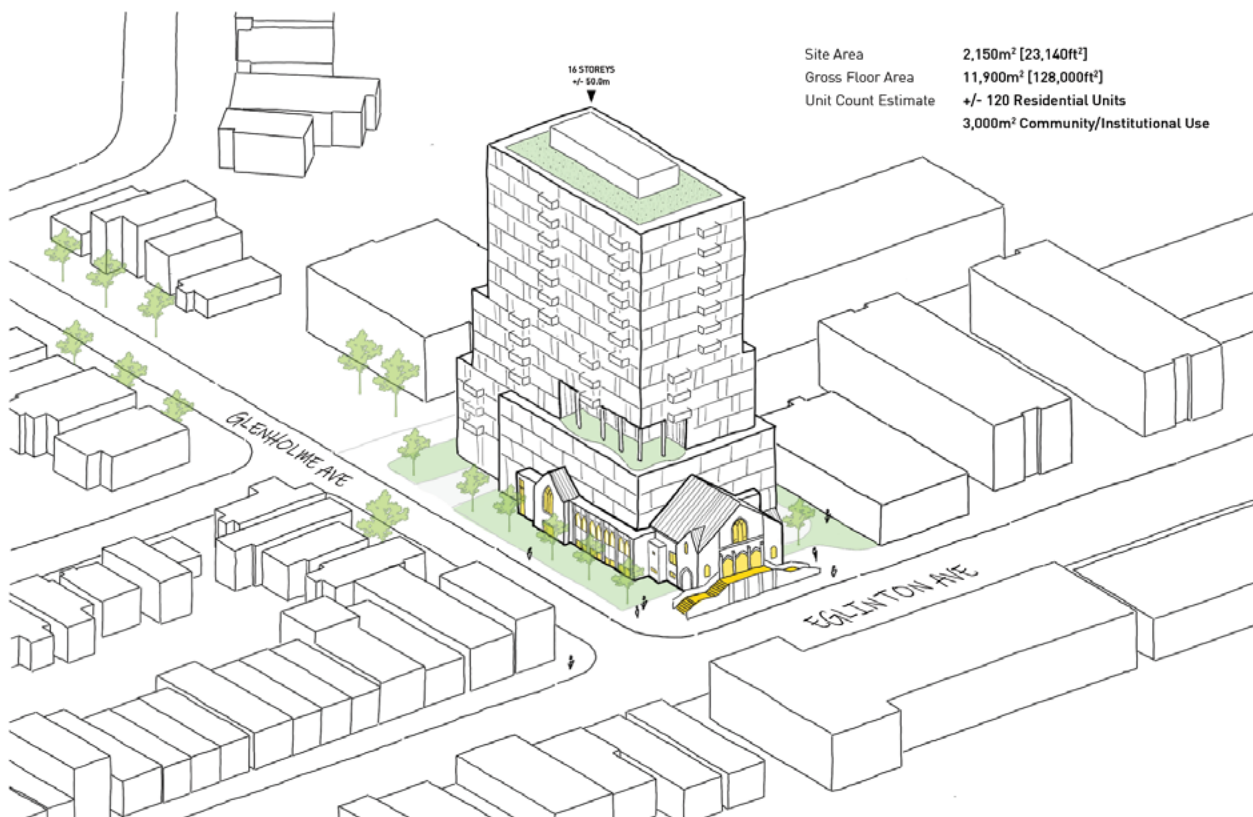 16 STOREYS
+/- 50.0m
Site Area 2,150m² [23,140ft²]
Gross Floor Area 11,900m² [128,000ft²]
Unit Count Estimate +/- 120 Residential Units
3,000m² Community/Institutional Use
GLENHOLME AVE
EGLINTON AVE